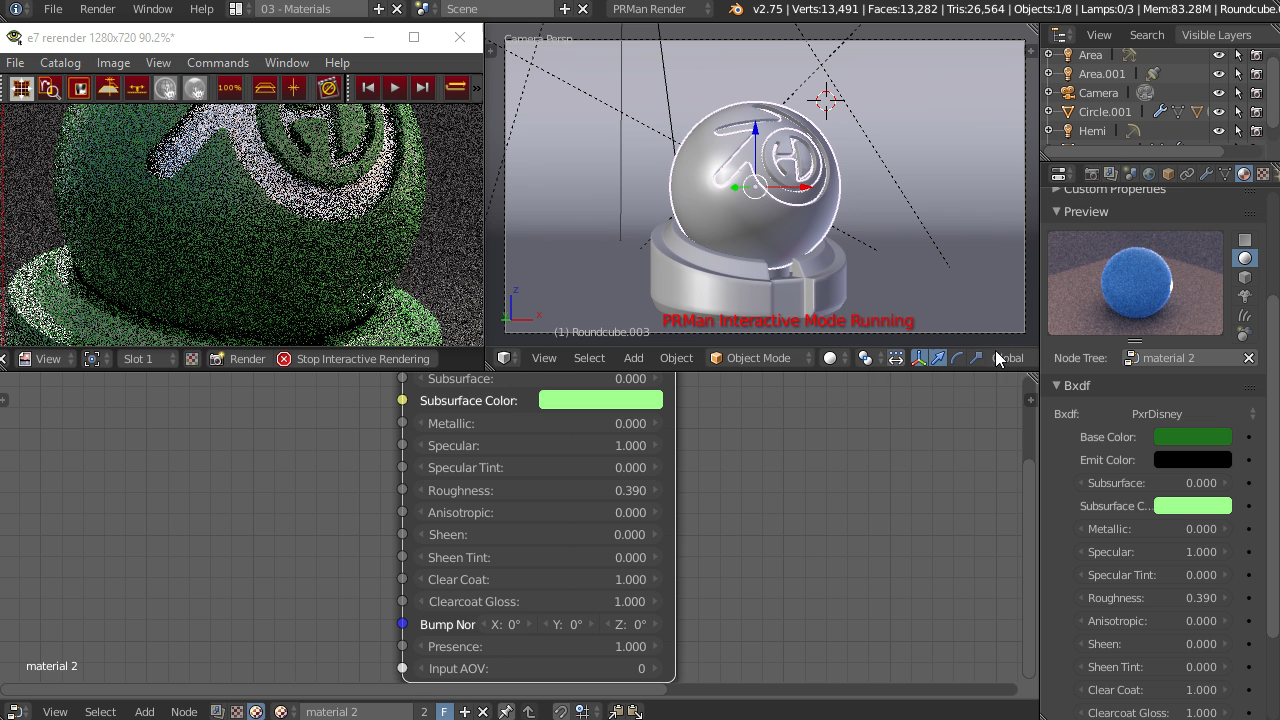 File Render Window Help 03 - Materials Scene PRMan Render v2.75 | Verts:13,491 | Faces:13,282 | Tris:26,564 | Objects:1/8 | Lamps:0/3 | Mem:83.28M | Roundcube.
e7 rerender 1280x720 90.2%*
File Catalog Image View Commands Window Help
100%
Camera Persp
(1) Roundcube.003
PRMan Interactive Mode Running
z
x
View Search Visible Layers
Area
Area.001
Camera
Circle.001
Hemi
Custom Properties
Preview
Node Tree: material 2
Bxdf
Bxdf: PxrDisney
Base Color:
Emit Color:
Subsurface: 0.000
Subsurface C...
Metallic: 0.000
Specular: 1.000
Specular Tint: 0.000
Roughness: 0.390
Anisotropic: 0.000
Sheen: 0.000
Sheen Tint: 0.000
Clear Coat: 1.000
Clearcoat Gloss: 1.000
View Slot 1 Render Stop Interactive Rendering
View Select Add Object Object Mode Global
Subsurface: 0.000
Subsurface Color:
Metallic: 0.000
Specular: 1.000
Specular Tint: 0.000
Roughness: 0.390
Anisotropic: 0.000
Sheen: 0.000
Sheen Tint: 0.000
Clear Coat: 1.000
Clearcoat Gloss: 1.000
Bump Nor X: 0° Y: 0° Z: 0°
Presence: 1.000
Input AOV: 0
material 2
View Select Add Node material 2 2 F